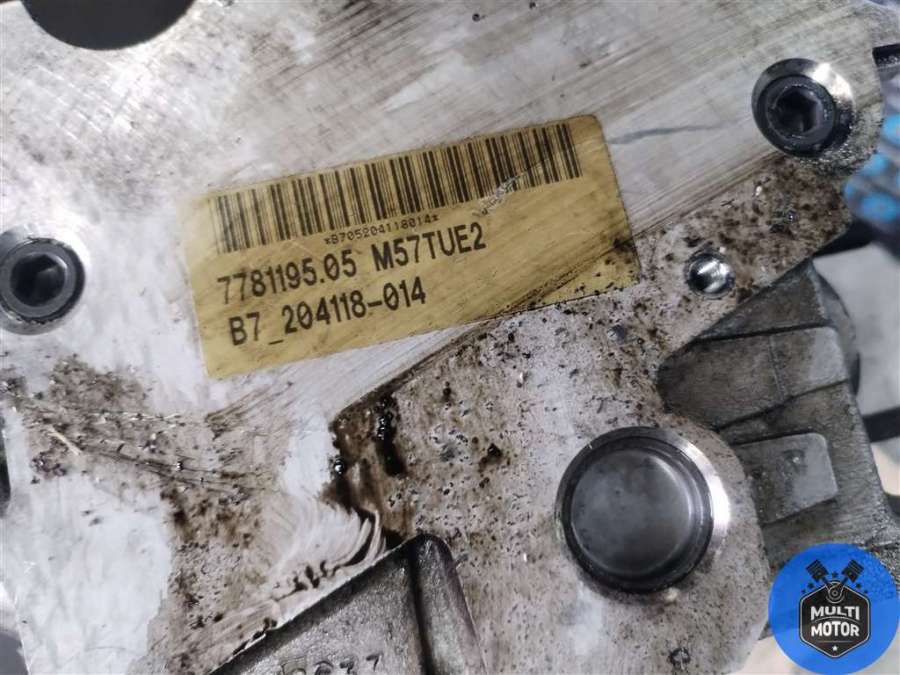 *B705204118014*
7781195.05 M57TUE2
B7_204118-014
MULTI
MOTOR